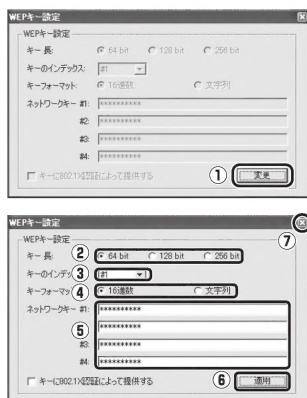 WEPキー設定
WEPキー設定
キー 長: 64 bit 128 bit 256 bit
キーのインデックス: #1
キーフォーマット: 16進数 文字列
ネットワークキー #1: **********
#2: **********
#3: **********
#4: **********
キーに802.1X認証によって提供する ① 変更
WEPキー設定
⑦
WEPキー設定
キー 長: ② 64 bit 128 bit 256 bit
キーのインデッ ③ #1
キーフォーマッ ④ 16進数 文字列
ネットワークキー #1: **********
⑤ **********
#3: **********
#4: **********
キーに802.1X認証によって提供する ⑥ 適用